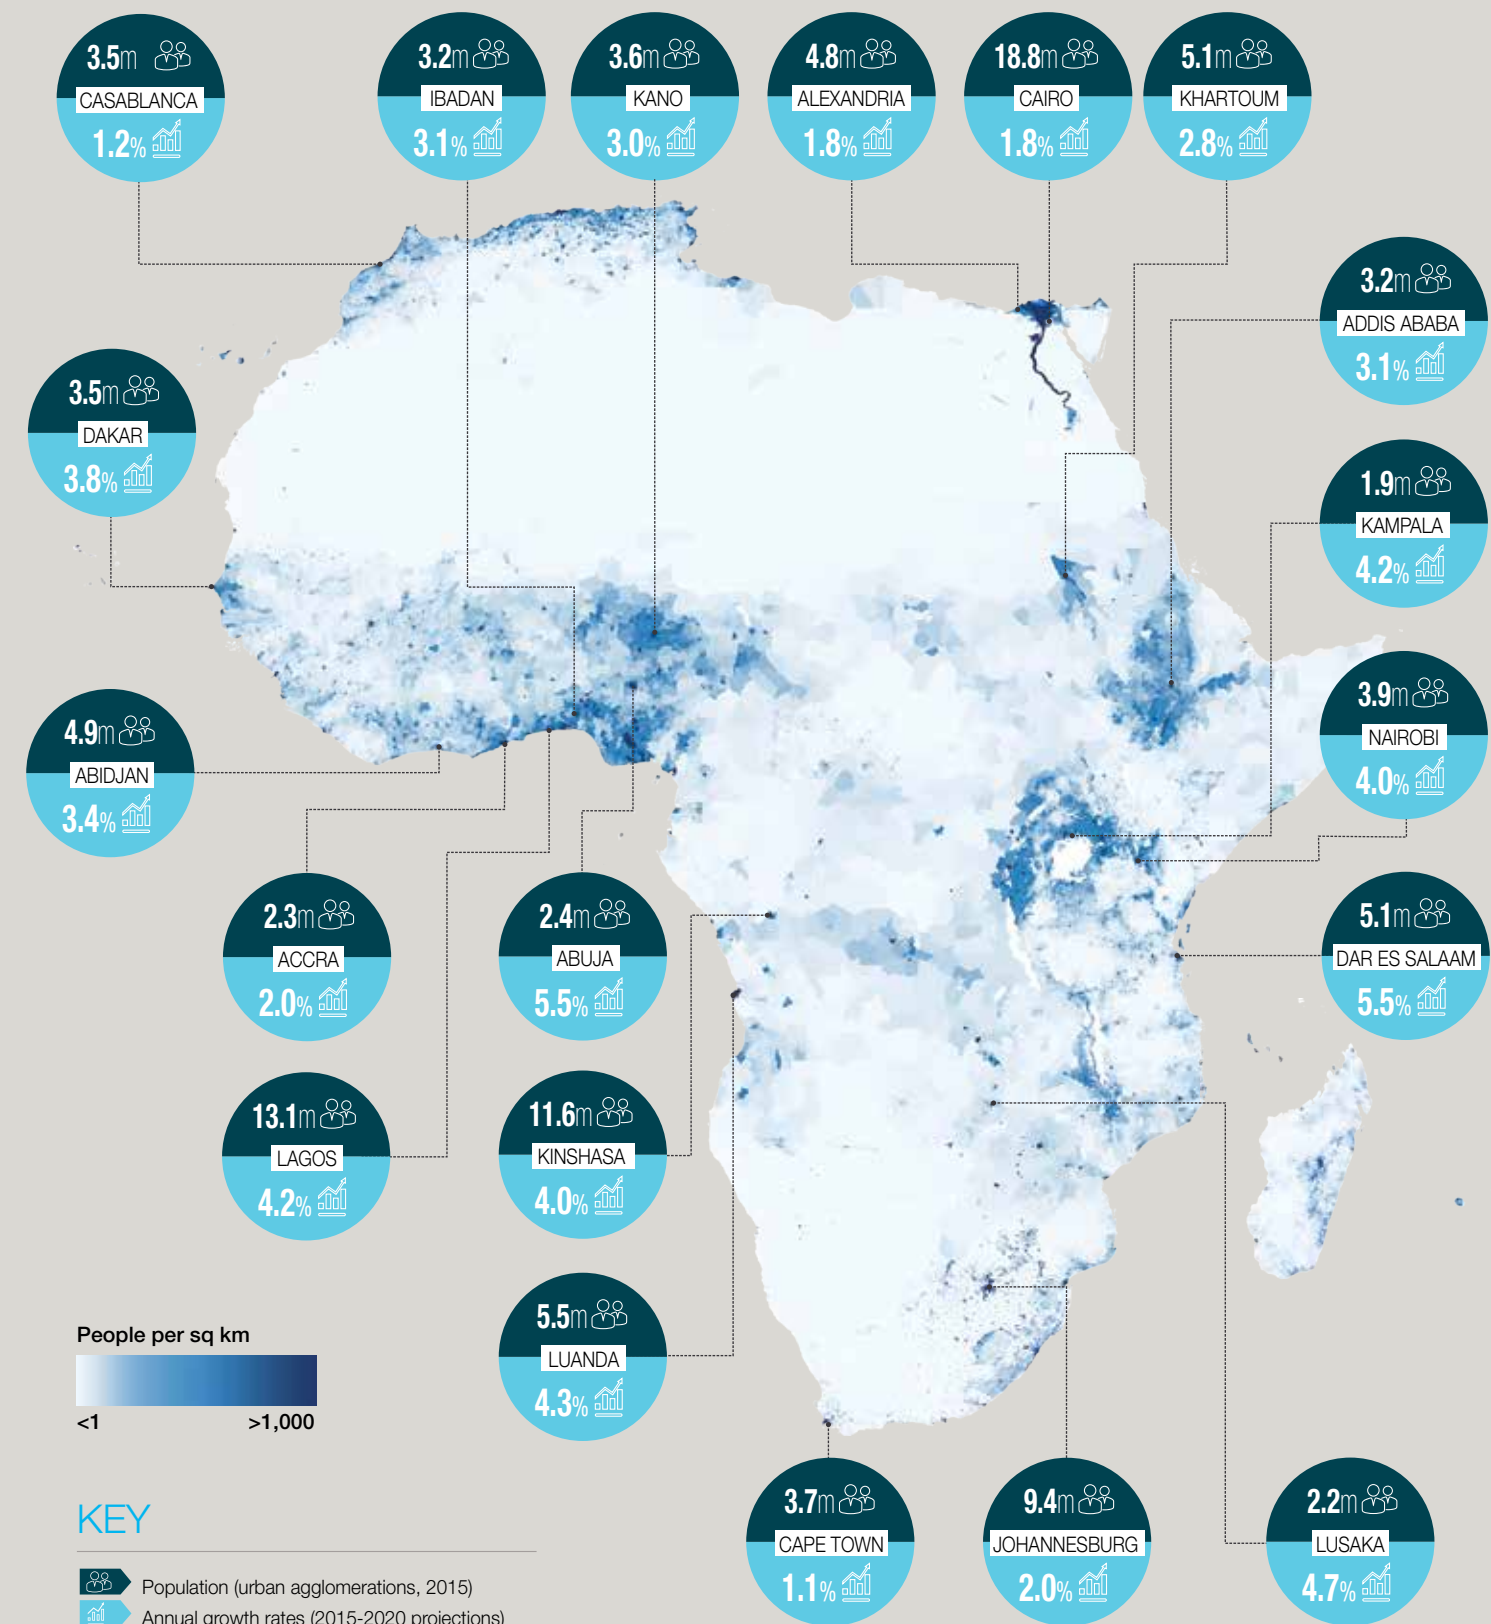 3.5m
CASABLANCA
1.2%
3.2m
IBADAN
3.1%
3.6m
KANO
3.0%
4.8m
ALEXANDRIA
1.8%
18.8m
CAIRO
1.8%
5.1m
KHARTOUM
2.8%
3.2m
ADDIS ABABA
3.1%
3.5m
DAKAR
3.8%
1.9m
KAMPALA
4.2%
3.9m
NAIROBI
4.0%
4.9m
ABIDJAN
3.4%
2.3m
ACCRA
2.0%
2.4m
ABUJA
5.5%
5.1m
DAR ES SALAAM
5.5%
13.1m
LAGOS
4.2%
11.6m
KINSHASA
4.0%
5.5m
LUANDA
4.3%
People per sq km
<1 >1,000
3.7m
CAPE TOWN
1.1%
9.4m
JOHANNESBURG
2.0%
2.2m
LUSAKA
4.7%
KEY
Population (urban agglomerations, 2015)
Annual growth rates (2015-2020 projections)